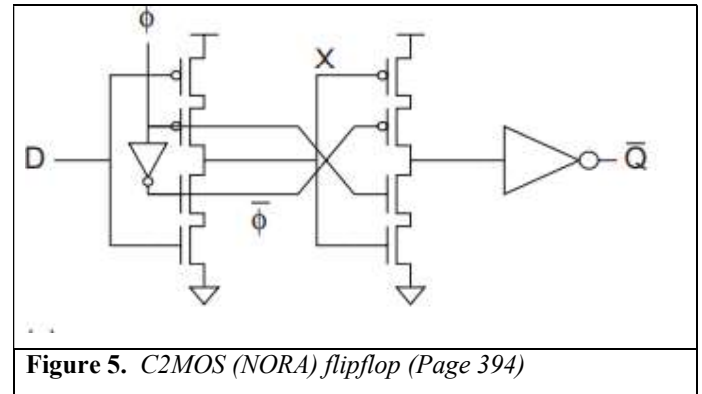 ϕ
X
D
Q̅
ϕ̅
Figure 5. C2MOS (NORA) flipflop (Page 394)